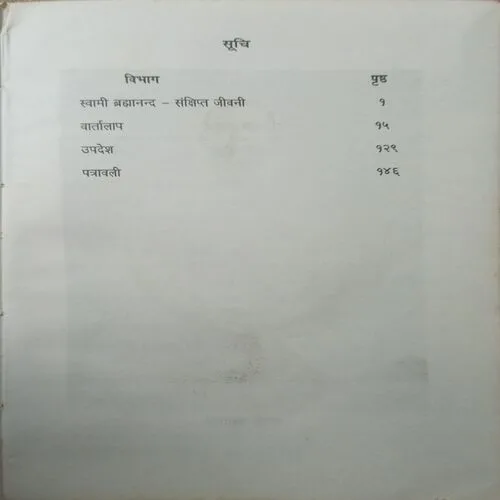 सूचि
विभाग पृष्ठ
स्वामी ब्रह्मानन्द – संक्षिप्त जीवनी १
वार्तालाप १५
उपदेश १२९
पत्रावली १४६